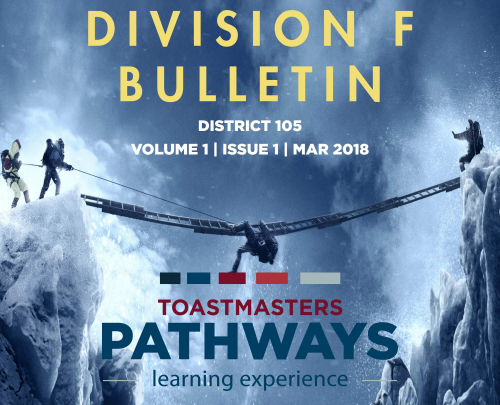 DIVISION F
BULLETIN
DISTRICT 105
VOLUME 1 | ISSUE 1 | MAR 2018
TOASTMASTERS
PATHWAYS
learning experience